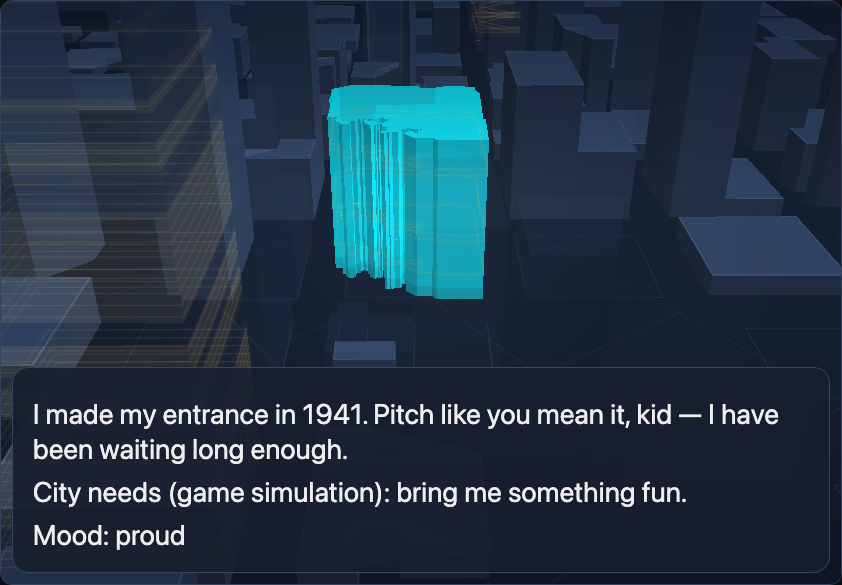 I made my entrance in 1941. Pitch like you mean it, kid — I have
been waiting long enough.
City needs (game simulation): bring me something fun.
Mood: proud